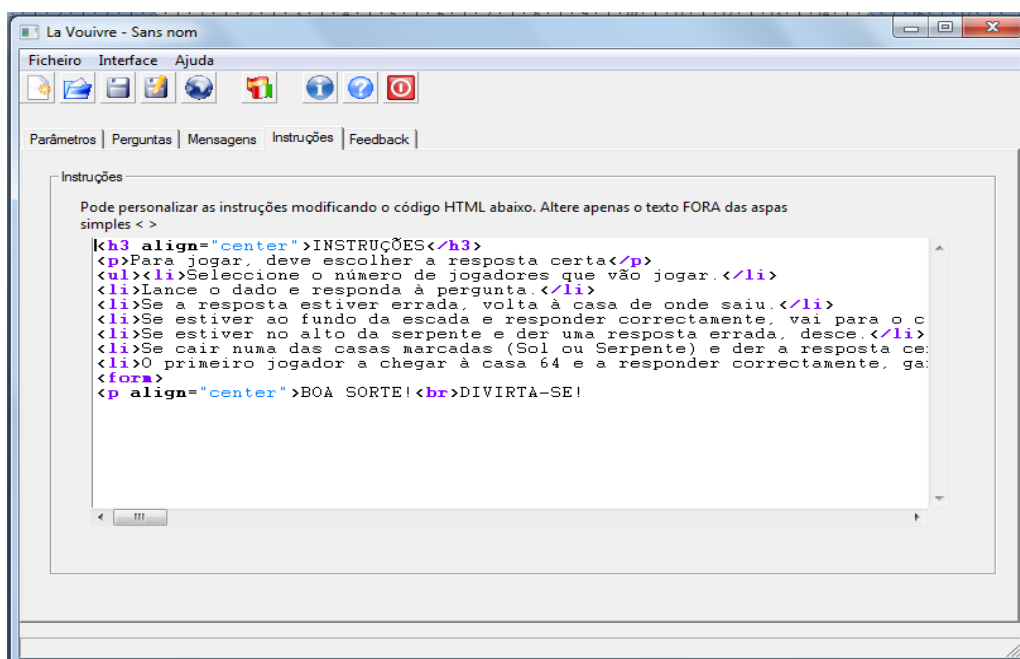 La Vouivre - Sans nom
Ficheiro Interface Ajuda
Parâmetros Perguntas Mensagens Instruções Feedback
Instruções
Pode personalizar as instruções modificando o código HTML abaixo. Altere apenas o texto FORA das aspas
simples < >
<h3 align="center">INSTRUçÕES</h3>
<p>Para jogar, deve escolher a resposta certa</p>
<ul><li>Seleccione o número de jogadores que vão jogar.</li>
<li>Lance o dado e responda à pergunta.</li>
<li>Se a resposta estiver errada, volta à casa de onde saiu.</li>
<li>Se estiver ao fundo da escada e responder correctamente, vai para o c
<li>Se estiver no alto da serpente e der uma resposta errada, desce.</li>
<li>Se cair numa das casas marcadas (Sol ou Serpente) e der a resposta
<li>O primeiro jogador a chegar à casa 64 e a responder correctamente,
<form>
<p align="center">BOA SORTE!<br>DIVIRTA-SE!